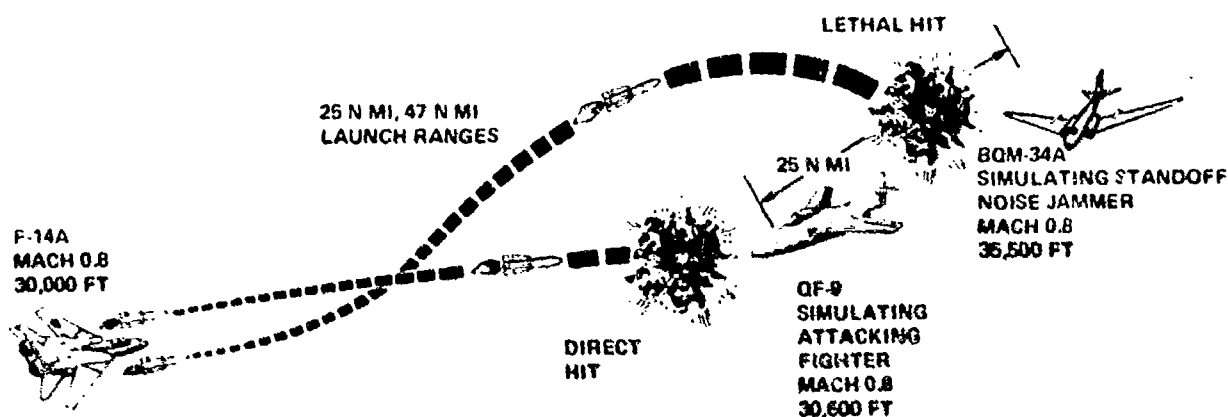 LETHAL HIT
25 N MI, 47 N MI
LAUNCH RANGES
25 N MI
BQM-34A
SIMULATING STANDOFF
NOISE JAMMER
MACH 0.8
35,500 FT
F-14A
MACH 0.8
30,000 FT
DIRECT
HIT
QF-9
SIMULATING
ATTACKING
FIGHTER
MACH 0.8
30,600 FT